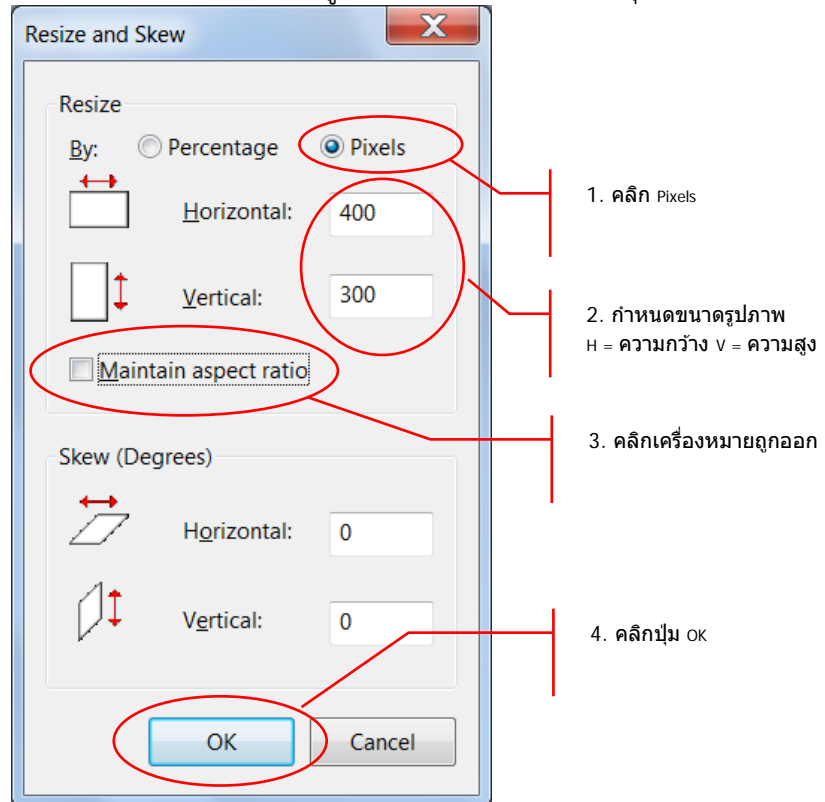 Resize and Skew
Resize
By: Percentage Pixels
Horizontal: 400
Vertical: 300
Maintain aspect ratio
Skew (Degrees)
Horizontal: 0
Vertical: 0
OK Cancel
1. คลิก Pixels
2. กำหนดขนาดรูปภาพ
H = ความกว้าง V = ความสูง
3. คลิกเครื่องหมายถูกออก
4. คลิกปุ่ม OK